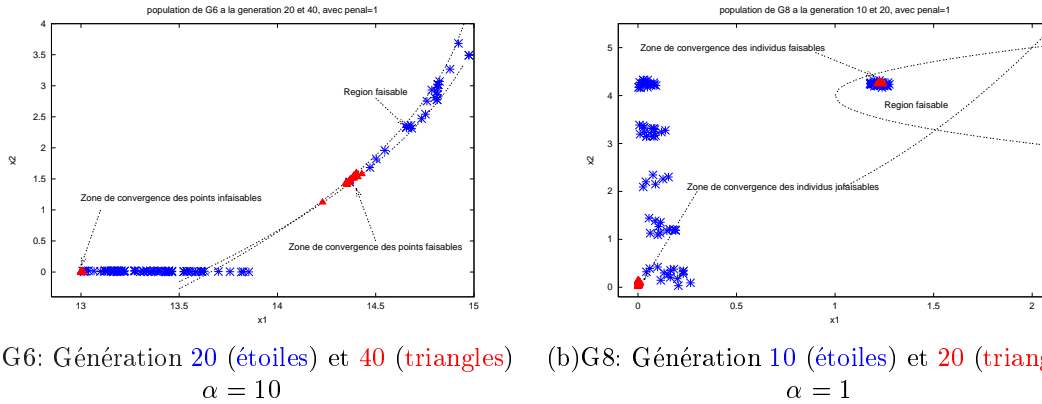 population de G6 a la generation 20 et 40, avec penal=1
4
3.5
3
2.5
2
1.5
1
0.5
0
x2
Region faisable
Zone de convergence des points infaisables
Zone de convergence des points faisables
13
13.5
14
14.5
15
x1
G6: Génération 20 (étoiles) et 40 (triangles)
α = 10
population de G8 a la generation 10 et 20, avec penal=1
5
4
3
2
1
0
x2
Zone de convergence des individus faisables
Region faisable
Zone de convergence des individus infaisables
0
0.5
1
1.5
2
x1
(b)G8: Génération 10 (étoiles) et 20 (triang
α = 1